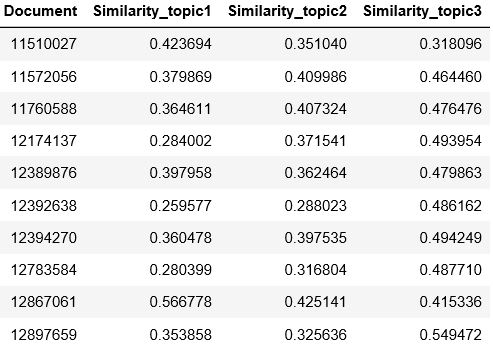 Document Similarity_topic1 Similarity_topic2 Similarity_topic3
11510027 0.423694 0.351040 0.318096
11572056 0.379869 0.409986 0.464460
11760588 0.364611 0.407324 0.476476
12174137 0.284002 0.371541 0.493954
12389876 0.397958 0.362464 0.479863
12392638 0.259577 0.288023 0.486162
12394270 0.360478 0.397535 0.494249
12783584 0.280399 0.316804 0.487710
12867061 0.566778 0.425141 0.415336
12897659 0.353858 0.325636 0.549472